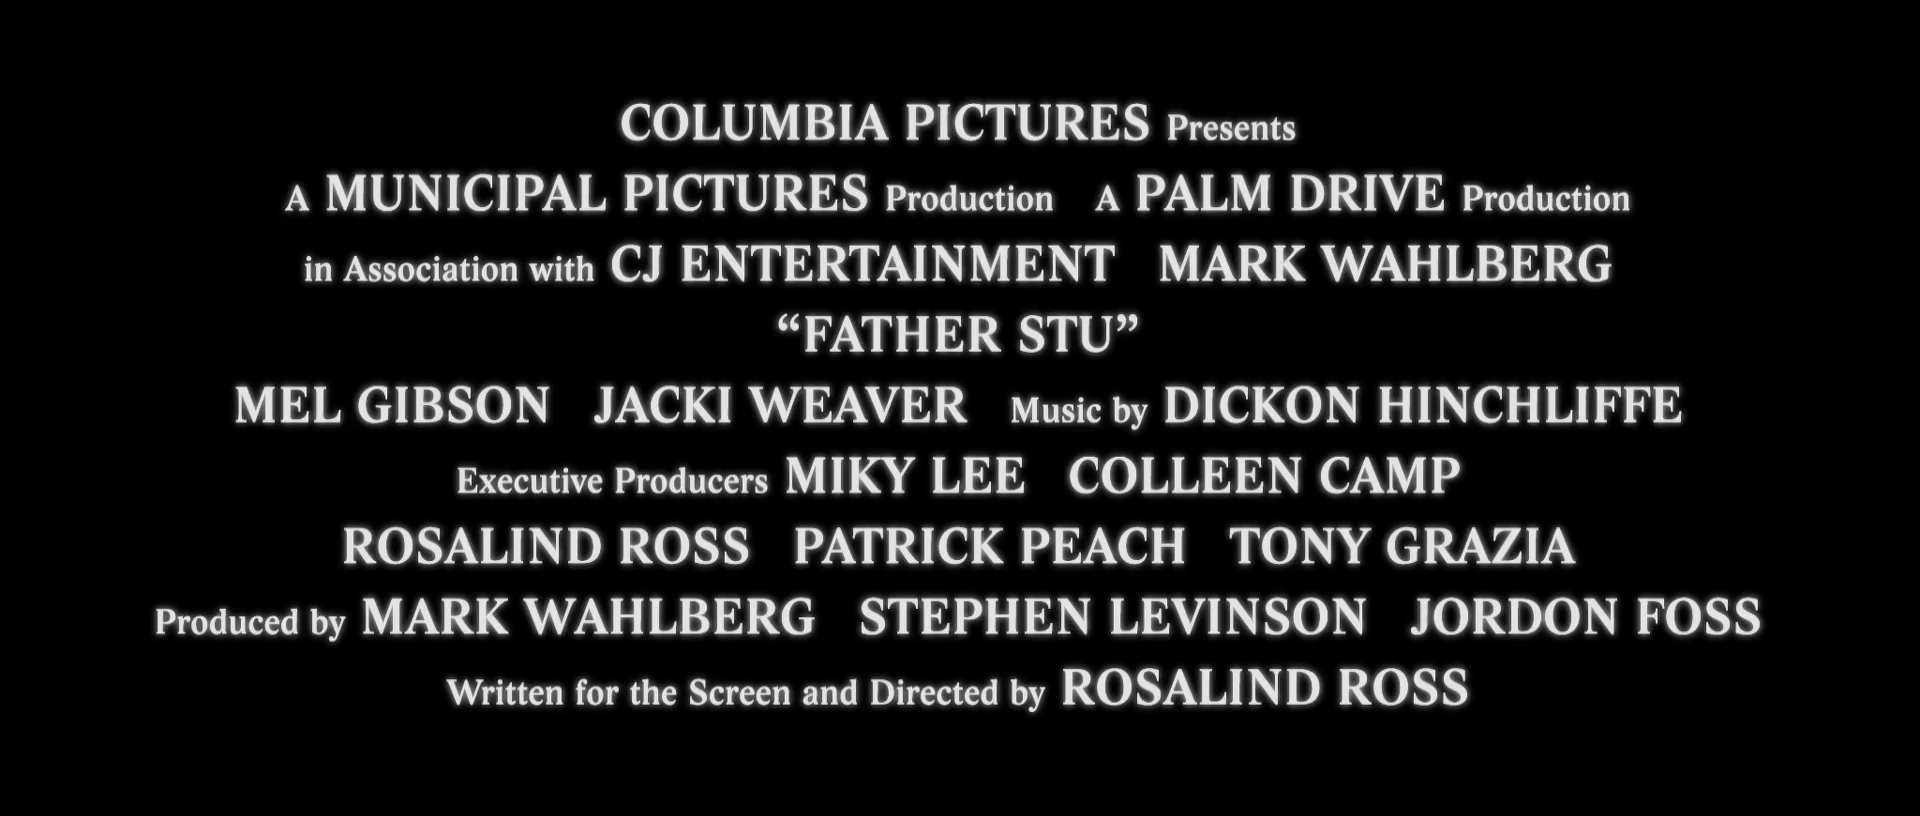 COLUMBIA PICTURES Presents
A MUNICIPAL PICTURES Production A PALM DRIVE Production
in Association with CJ ENTERTAINMENT MARK WAHLBERG
“FATHER STU”
MEL GIBSON JACKI WEAVER Music by DICKON HINCHLIFFE
Executive Producers MIKY LEE COLLEEN CAMP
ROSALIND ROSS PATRICK PEACH TONY GRAZIA
Produced by MARK WAHLBERG STEPHEN LEVINSON JORDON FOSS
Written for the Screen and Directed by ROSALIND ROSS